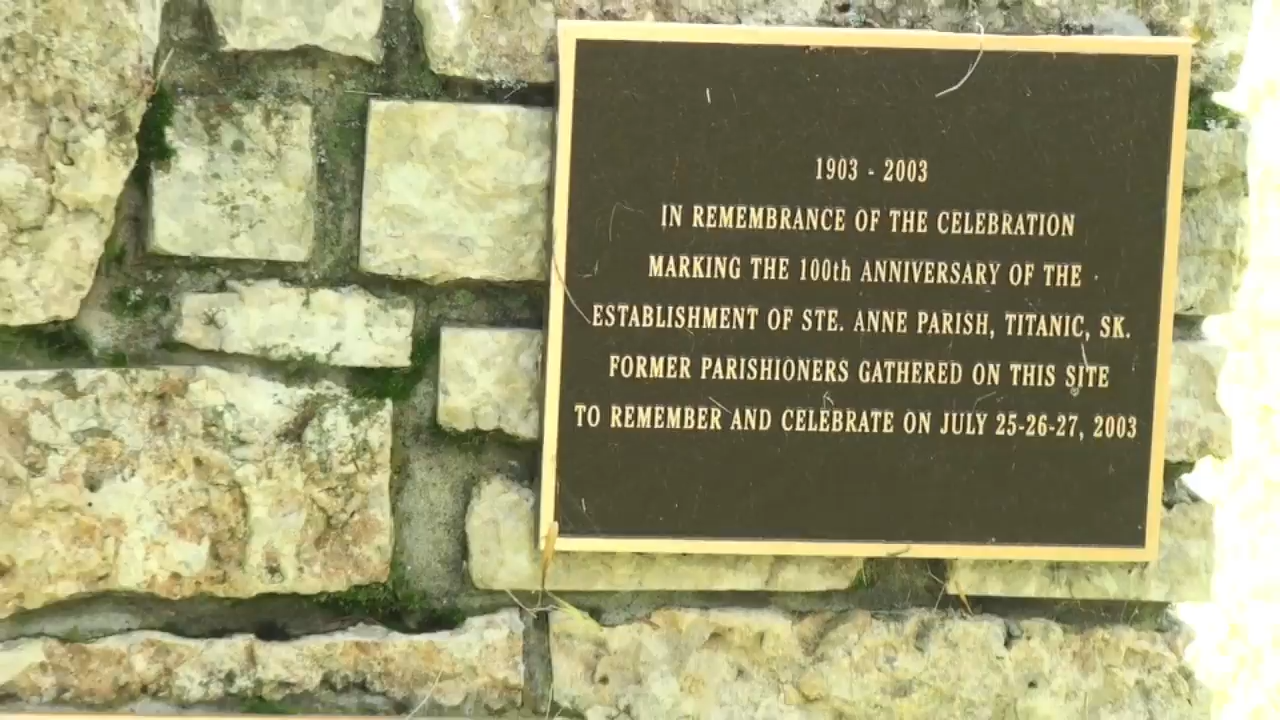 1903 - 2003
IN REMEMBRANCE OF THE CELEBRATION
MARKING THE 100th ANNIVERSARY OF THE
ESTABLISHMENT OF STE. ANNE PARISH, TITANIC, SK.
FORMER PARISHIONERS GATHERED ON THIS SITE
TO REMEMBER AND CELEBRATE ON JULY 25-26-27, 2003